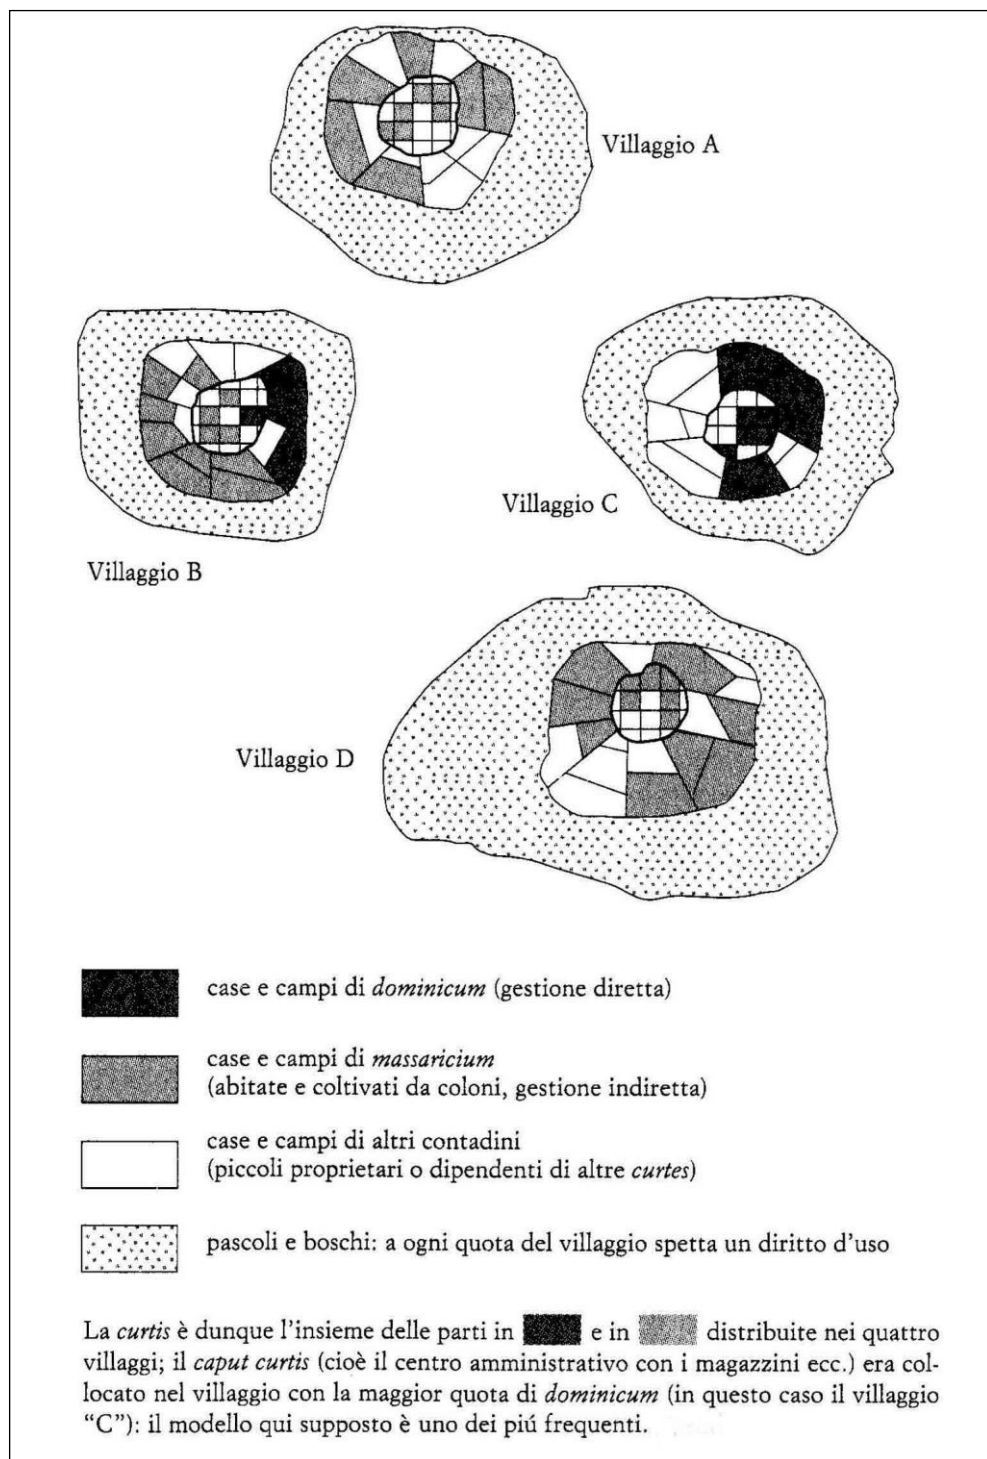 Villaggio A
Villaggio B
Villaggio C
Villaggio D
case e campi di dominicum (gestione diretta)
case e campi di massaricium
(abitate e coltivati da coloni, gestione indiretta)
case e campi di altri contadini
(piccoli proprietari o dipendenti di altre curtes)
pascoli e boschi: a ogni quota del villaggio spetta un diritto d'uso
La curtis è dunque l'insieme delle parti in e in distribuite nei quattro
villaggi; il caput curtis (cioè il centro amministrativo con i magazzini ecc.) era col-
locato nel villaggio con la maggior quota di dominicum (in questo caso il villaggio
“C”): il modello qui supposto è uno dei piú frequenti.